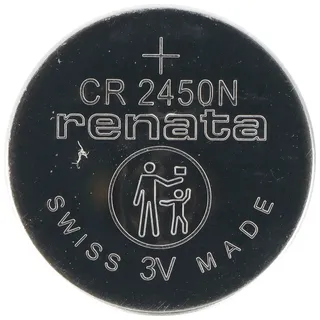 +
CR 2450N
renata
SWISS MADE
3V